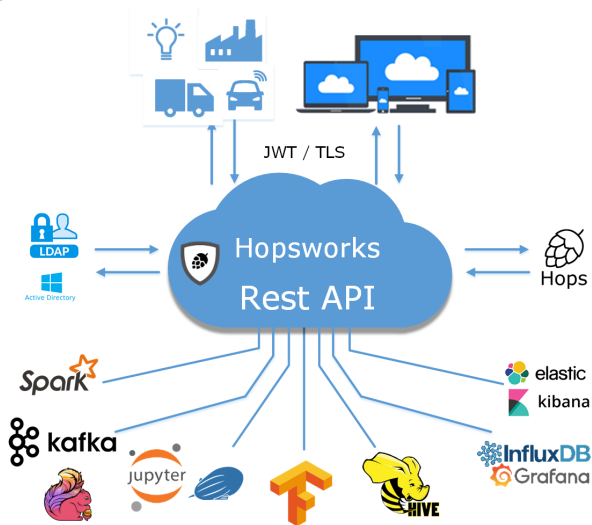 JWT / TLS
LDAP
Active Directory
Hopsworks
Rest API
Hops
Spark
elastic
kibana
kafka
jupyter
HIVE
InfluxDB
Grafana